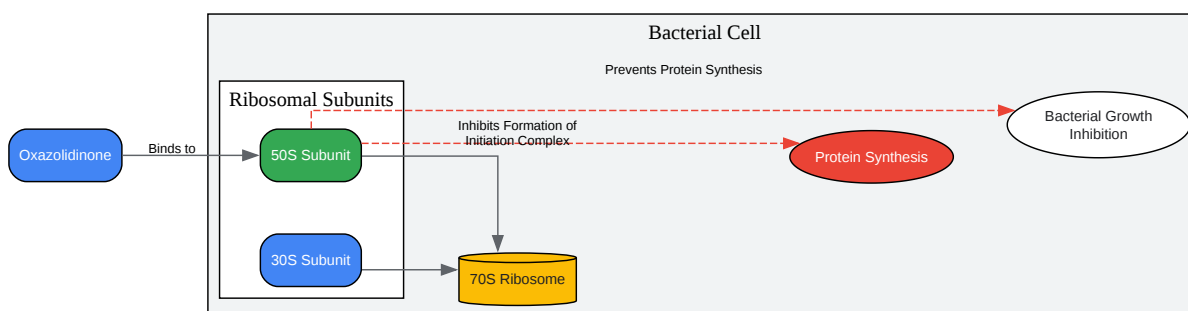 Bacterial Cell
Prevents Protein Synthesis
Ribosomal Subunits
Bacterial Growth
Inhibition
Inhibits Formation of
Initiation Complex
Oxazolidinone
Binds to
50S Subunit
Protein Synthesis
30S Subunit
70S Ribosome